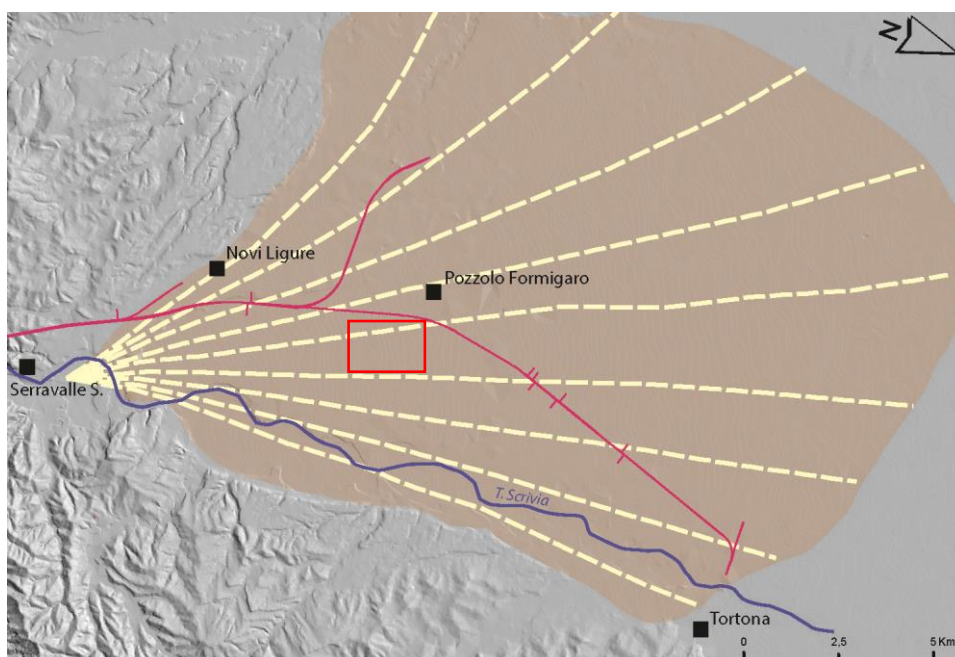 N
Novi Ligure
Pozzolo Formigaro
Serravalle S.
T. Scrivia
Tortona
0 2,5 5 Km